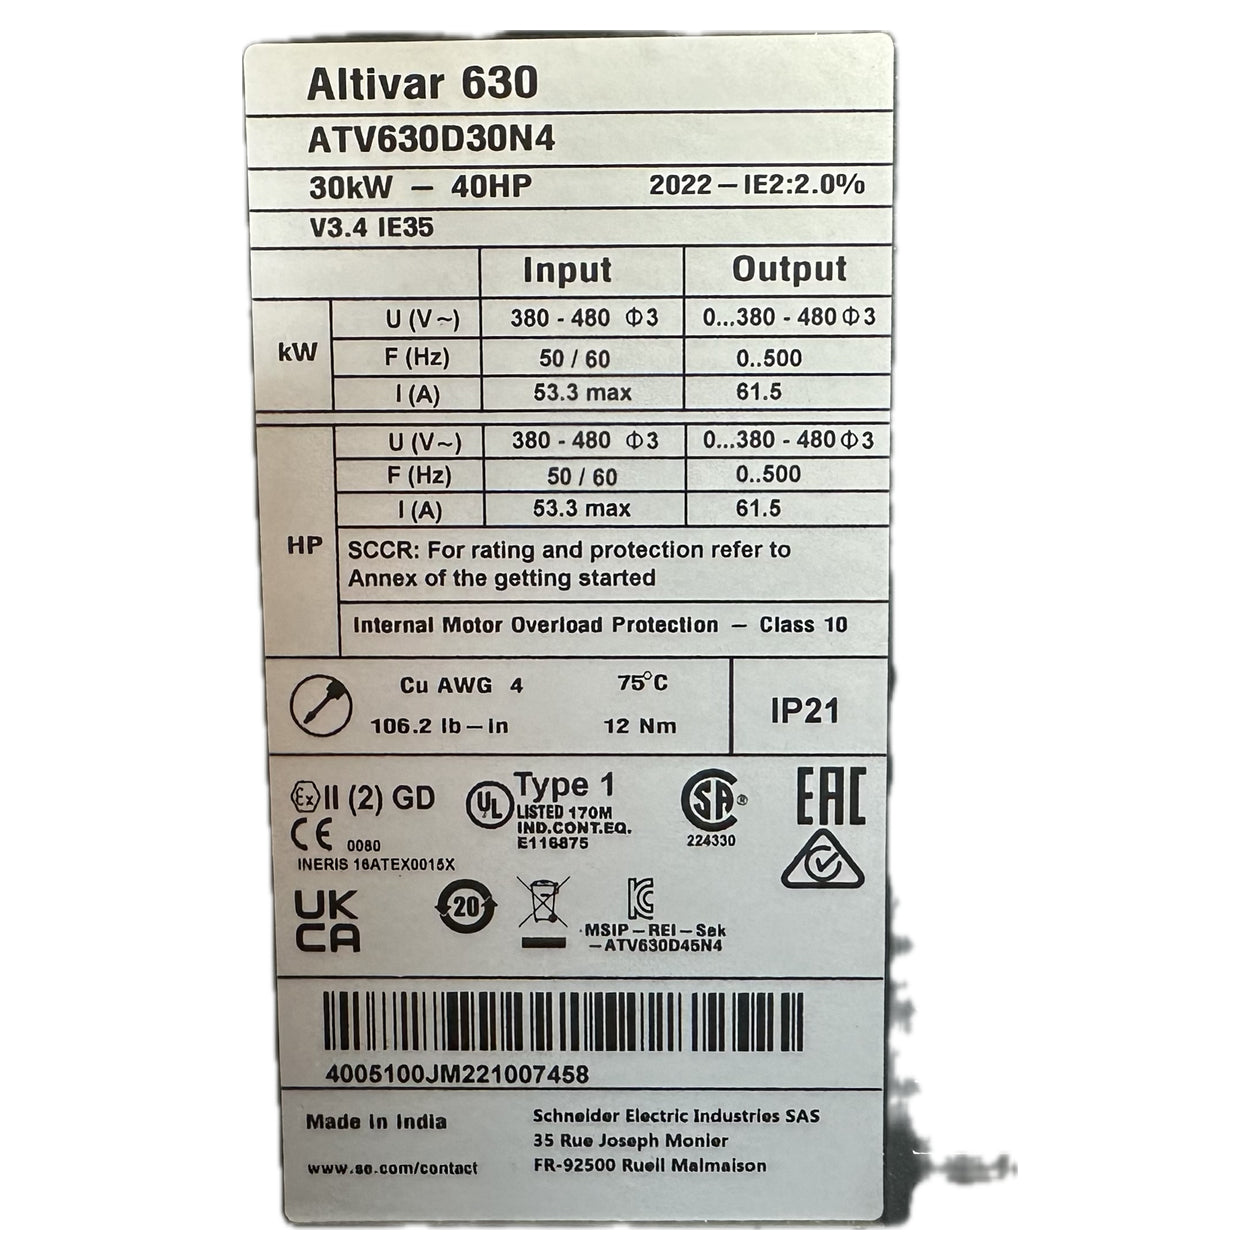 Altivar 630
ATV630D30N4
30kW – 40HP 2022 – IE2:2.0%
V3.4 IE35
Input Output
kW
U (V~) 380 - 480 Φ3 0...380 - 480 Φ3
F (Hz) 50 / 60 0..500
I (A) 53.3 max 61.5
HP
U (V~) 380 - 480 Φ3 0...380 - 480 Φ3
F (Hz) 50 / 60 0..500
I (A) 53.3 max 61.5
SCCR: For rating and protection refer to
Annex of the getting started
Internal Motor Overload Protection – Class 10
Cu AWG 4 75°C
106.2 lb–in 12 Nm
IP21
Ex II (2) GD
CE 0080
INERIS 16ATEX0015X
UL Type 1
LISTED 170M
IND.CONT.EQ.
E116875
SA ®
224330
EAC
UK
CA
20
KC
MSIP–REI–Sek
–ATV630D45N4
4005100JM221007458
Made in India
www.se.com/contact
Schneider Electric Industries SAS
35 Rue Joseph Monier
FR-92500 Rueil Malmaison